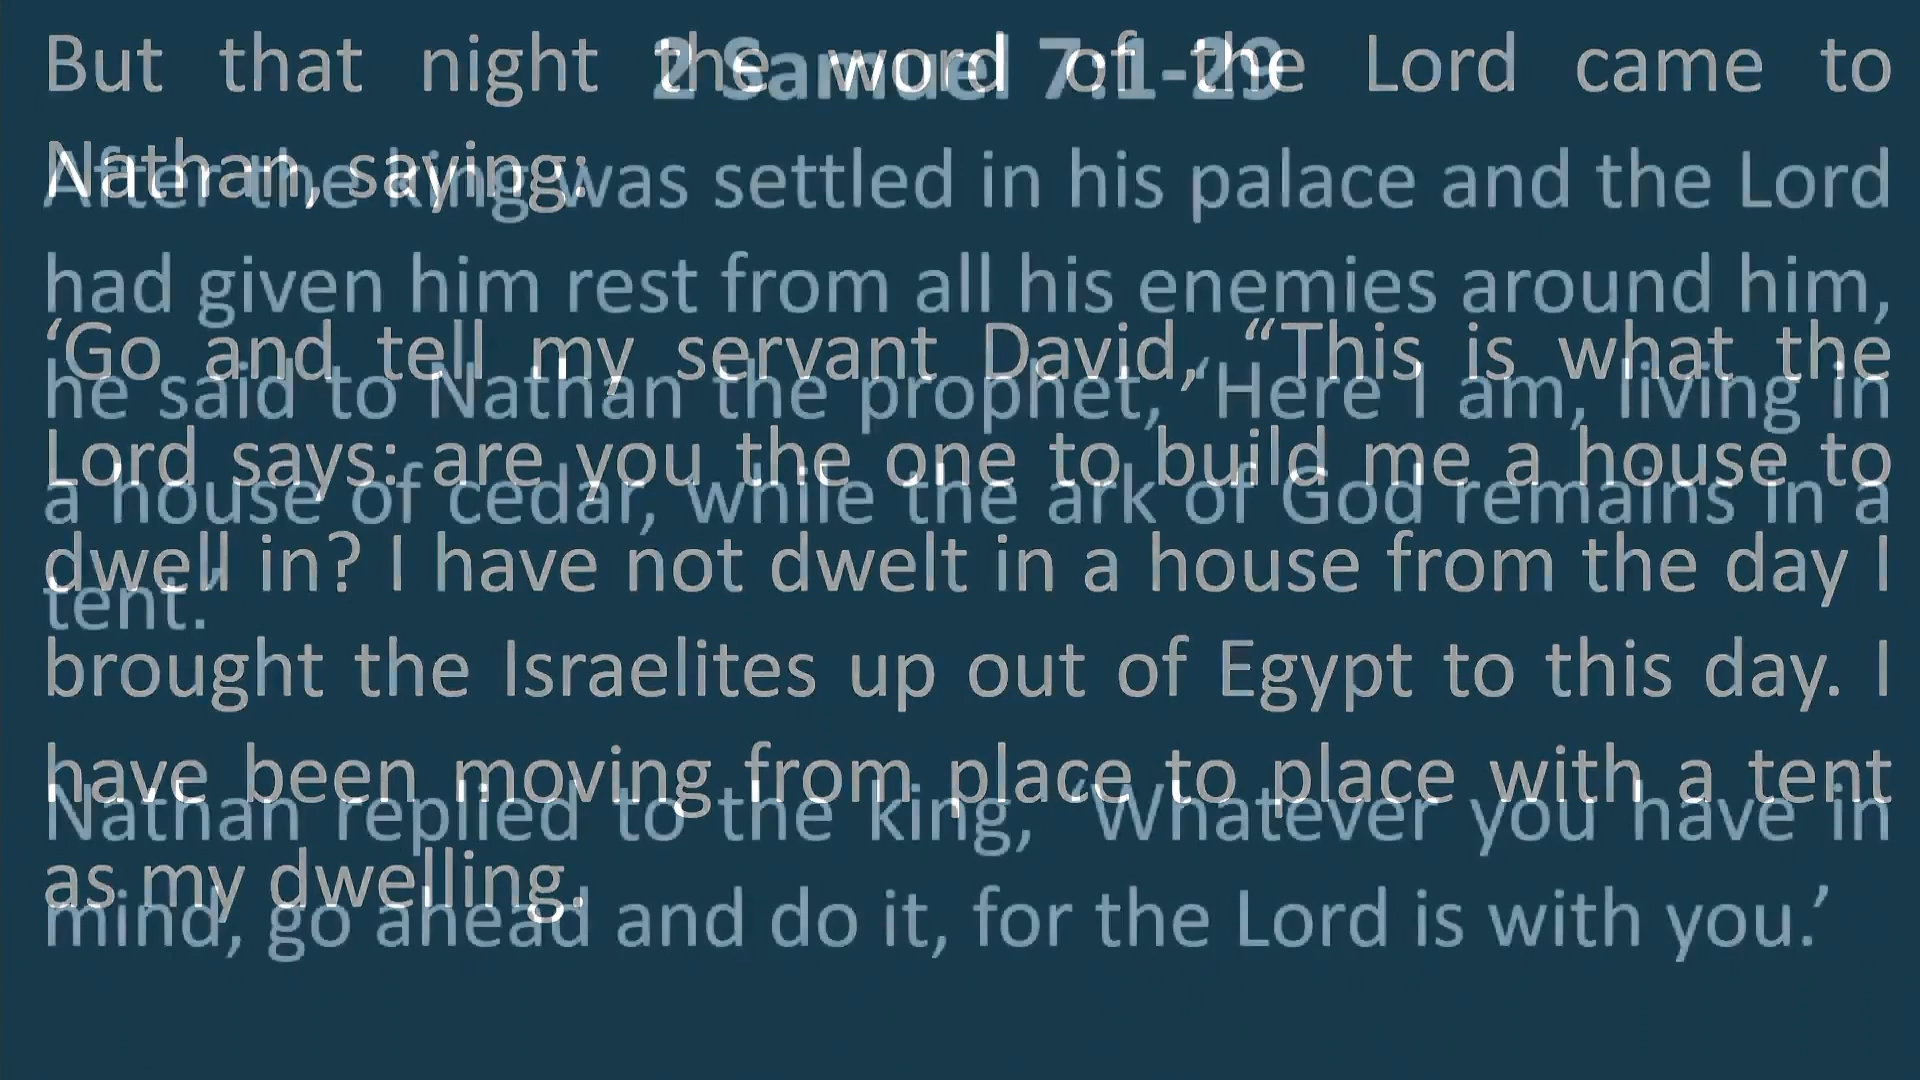 2 Samuel 7:1-29
After the king was settled in his palace and the Lord
had given him rest from all his enemies around him,
he said to Nathan the prophet, ‘Here I am, living in
a house of cedar, while the ark of God remains in a
tent.’
Nathan replied to the king, ‘Whatever you have in
mind, go ahead and do it, for the Lord is with you.’
But that night the word of the Lord came to
Nathan, saying:
‘Go and tell my servant David, “This is what the
Lord says: are you the one to build me a house to
dwell in? I have not dwelt in a house from the day I
brought the Israelites up out of Egypt to this day. I
have been moving from place to place with a tent
as my dwelling.